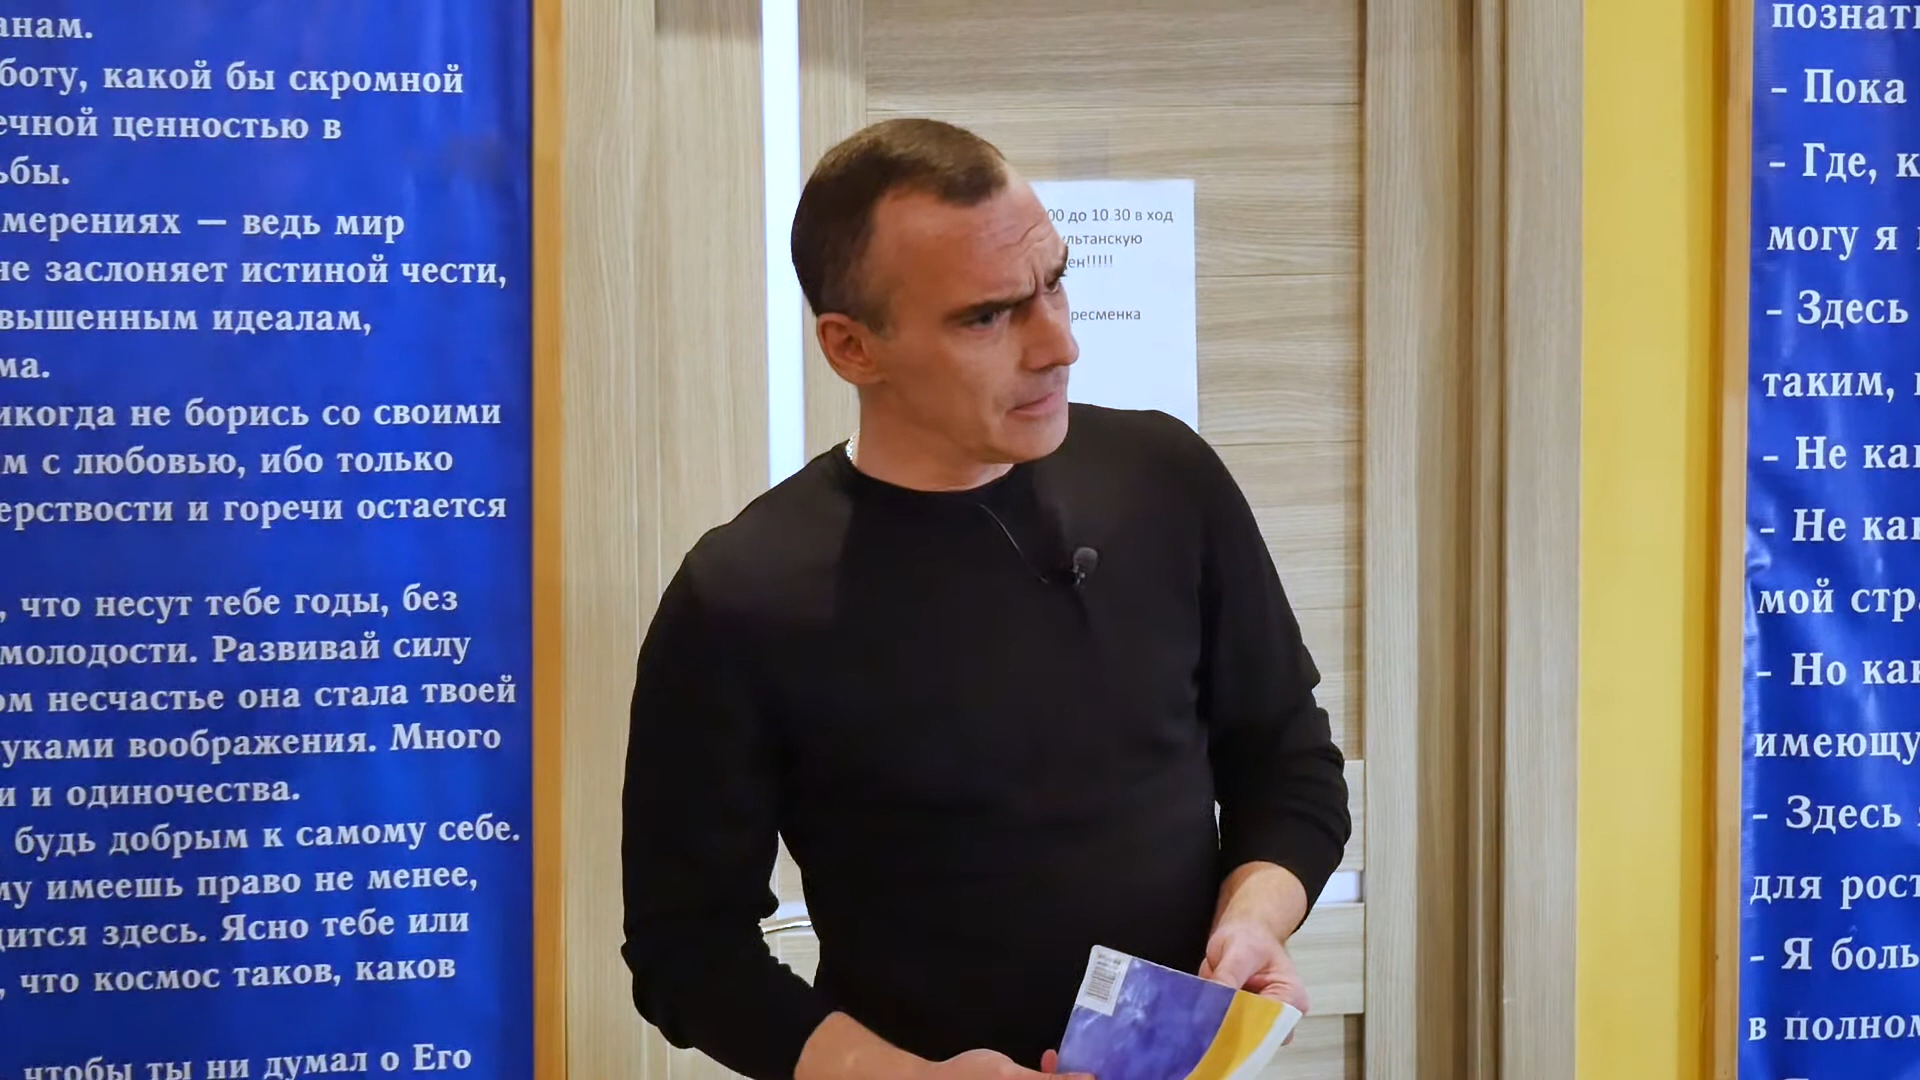 анам.
боту, какой бы скромной
ечной ценностью в
ьбы.
мерениях — ведь мир
не заслоняет истиной чести,
вышенным идеалам,
ма.
икогда не борись со своими
м с любовью, ибо только
ерствости и горечи остается
, что несут тебе годы, без
молодости. Развивай силу
ом несчастье она стала твоей
уками воображения. Много
и и одиночества.
будь добрым к самому себе.
му имеешь право не менее,
дится здесь. Ясно тебе или
, что космос таков, каков
, чтобы ты ни думал о Его
00 до 10.30 в ход
ультанскую
ен!!!!!
ресменка
познат
- Пока
- Где, к
могу я
- Здесь
таким,
- Не ка
- Не ка
мой стр
- Но ка
имеющу
- Здесь
для рост
- Я боль
в полном